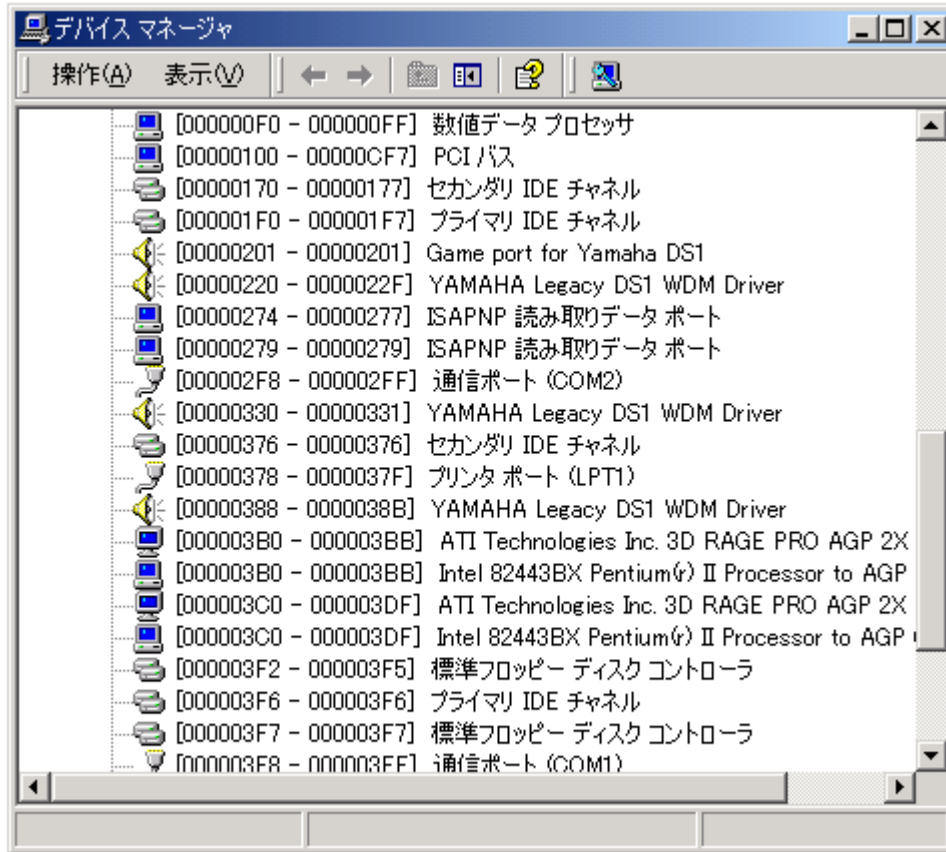 デバイス マネージャ
操作(A) 表示(V)
[000000F0 - 000000FF] 数値データ プロセッサ
[00000100 - 00000CF7] PCI バス
[00000170 - 00000177] セカンダリ IDE チャネル
[000001F0 - 000001F7] プライマリ IDE チャネル
[00000201 - 00000201] Game port for Yamaha DS1
[00000220 - 0000022F] YAMAHA Legacy DS1 WDM Driver
[00000274 - 00000277] ISAPNP 読み取りデータ ポート
[00000279 - 00000279] ISAPNP 読み取りデータ ポート
[000002F8 - 000002FF] 通信ポート (COM2)
[00000330 - 00000331] YAMAHA Legacy DS1 WDM Driver
[00000376 - 00000376] セカンダリ IDE チャネル
[00000378 - 0000037F] プリンタ ポート (LPT1)
[00000388 - 0000038B] YAMAHA Legacy DS1 WDM Driver
[000003B0 - 000003BB] ATI Technologies Inc. 3D RAGE PRO AGP 2X
[000003B0 - 000003BB] Intel 82443BX Pentium(r) II Processor to AGP
[000003C0 - 000003DF] ATI Technologies Inc. 3D RAGE PRO AGP 2X
[000003C0 - 000003DF] Intel 82443BX Pentium(r) II Processor to AGP
[000003F2 - 000003F5] 標準フロッピー ディスク コントローラ
[000003F6 - 000003F6] プライマリ IDE チャネル
[000003F7 - 000003F7] 標準フロッピー ディスク コントローラ
[000003F8 - 000003FF] 通信ポート (COM1)